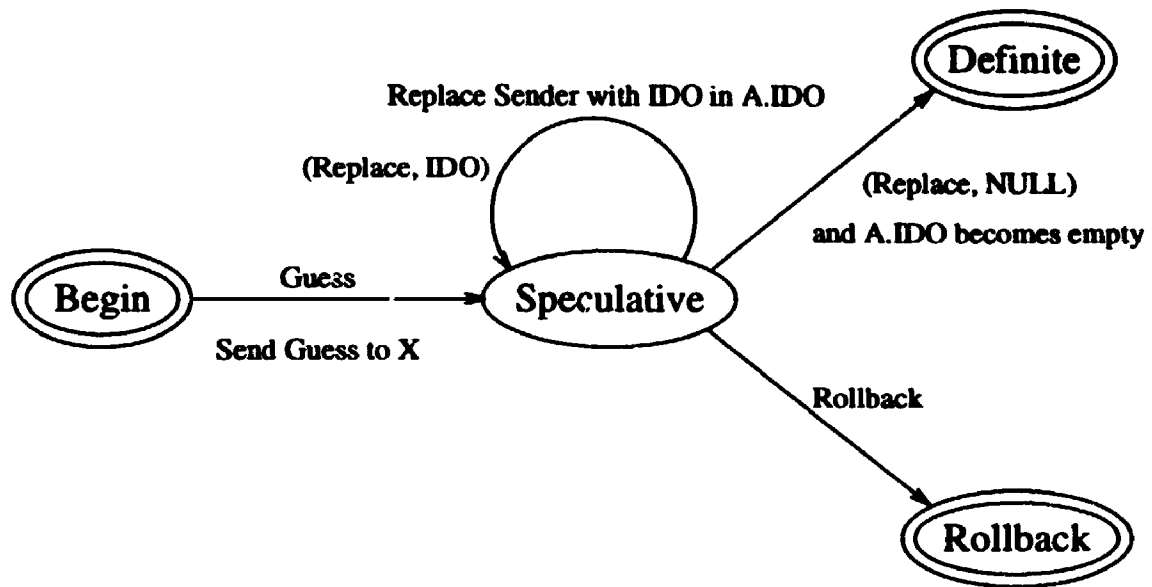 Definite
Replace Sender with IDO in A.IDO
(Replace, IDO)
(Replace, NULL)
and A.IDO becomes empty
Begin
Guess
Speculative
Send Guess to X
Rollback
Rollback